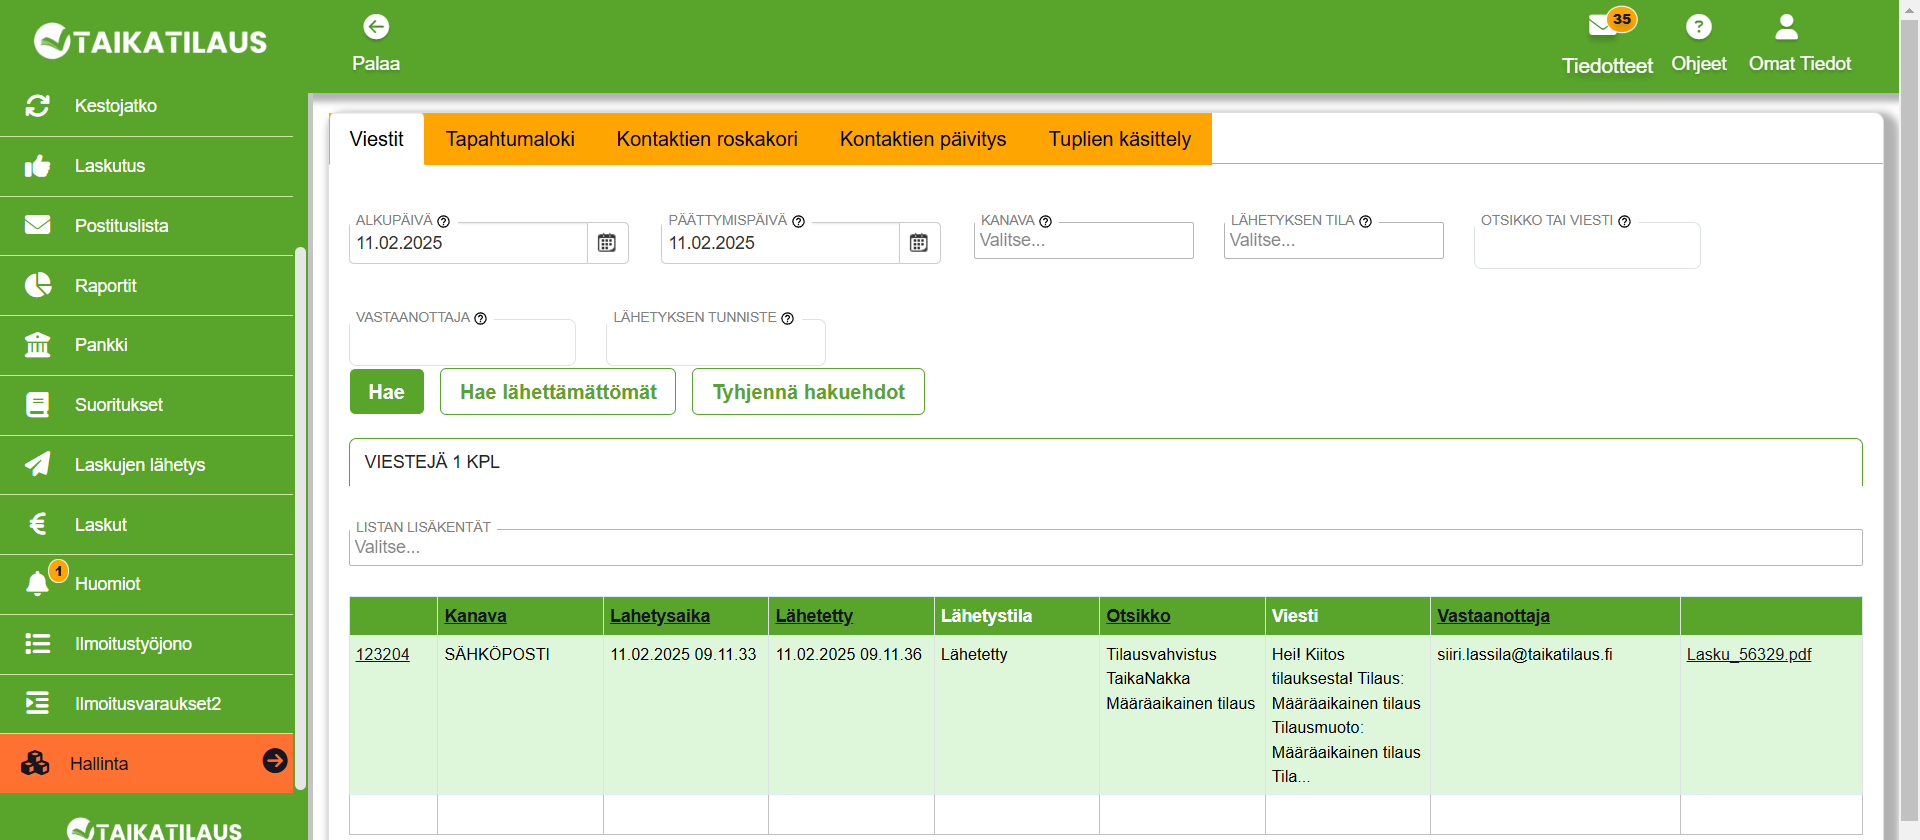 TAIKATILAUS
Palaa
35
Tiedotteet
Ohjeet
Omat Tiedot
Kestojatko
Laskutus
Postituslista
Raportit
Pankki
Suoritukset
Laskujen lähetys
Laskut
1
Huomiot
Ilmoitustyöjono
Ilmoitusvaraukset2
Hallinta
TAIKATILAUS
Viestit
Tapahtumaloki
Kontaktien roskakori
Kontaktien päivitys
Tuplien käsittely
ALKUPÄIVÄ
11.02.2025
PÄÄTTYMISPÄIVÄ
11.02.2025
KANAVA
Valitse...
LÄHETYKSEN TILA
Valitse...
OTSIKKO TAI VIESTI
VASTAANOTTAJA
LÄHETYKSEN TUNNISTE
Hae
Hae lähettämättömät
Tyhjennä hakuehdot
VIESTEJÄ 1 KPL
LISTAN LISÄKENTÄT
Valitse...
Kanava
Lahetysaika
Lähetetty
Lähetystila
Otsikko
Viesti
Vastaanottaja
123204
SÄHKÖPOSTI
11.02.2025 09.11.33
11.02.2025 09.11.36
Lähetetty
Tilausvahvistus
TaikaNakka
Määräaikainen tilaus
Hei! Kiitos
tilauksesta! Tilaus:
Määräaikainen tilaus
Tilausmuoto:
Määräaikainen tilaus
Tila...
siiri.lassila@taikatilaus.fi
Lasku_56329.pdf